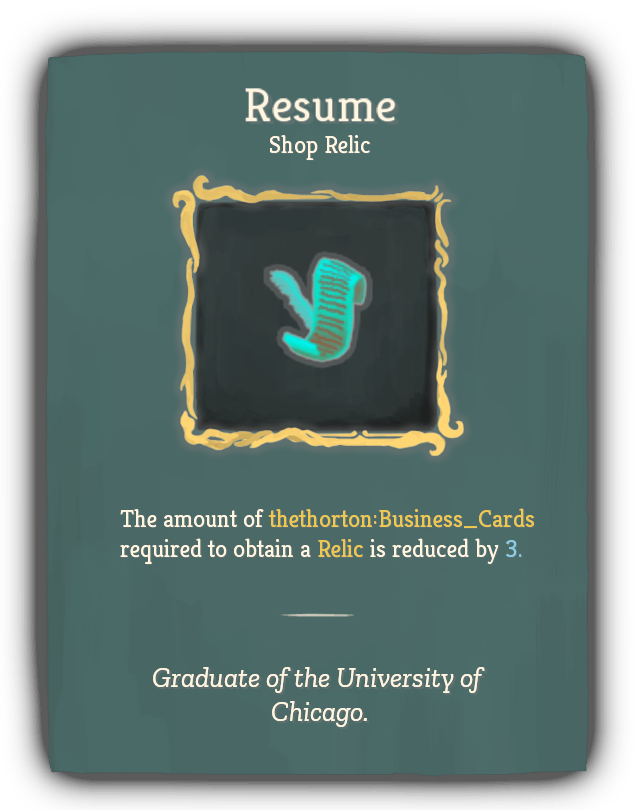 Resume
Shop Relic
The amount of thethorton:Business_Cards
required to obtain a Relic is reduced by 3.
Graduate of the University of
Chicago.